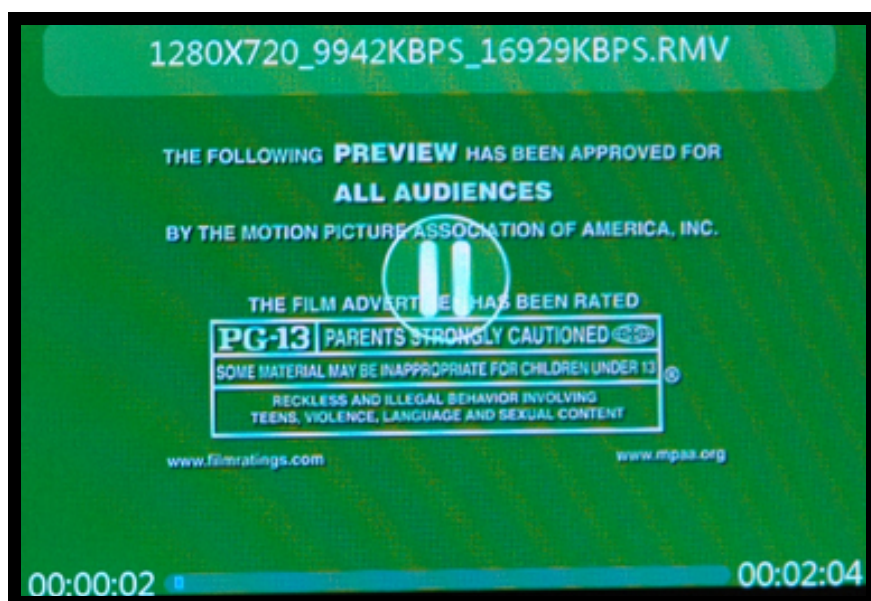 1280X720_9942KBPS_16929KBPS.RMV
THE FOLLOWING PREVIEW HAS BEEN APPROVED FOR
ALL AUDIENCES
BY THE MOTION PICTURE ASSOCIATION OF AMERICA, INC.
THE FILM ADVERTISED HAS BEEN RATED
PG-13 PARENTS STRONGLY CAUTIONED
SOME MATERIAL MAY BE INAPPROPRIATE FOR CHILDREN UNDER 13 ®
RECKLESS AND ILLEGAL BEHAVIOR INVOLVING
TEENS, VIOLENCE, LANGUAGE AND SEXUAL CONTENT
www.filmratings.com www.mpaa.org
00:00:02 00:02:04